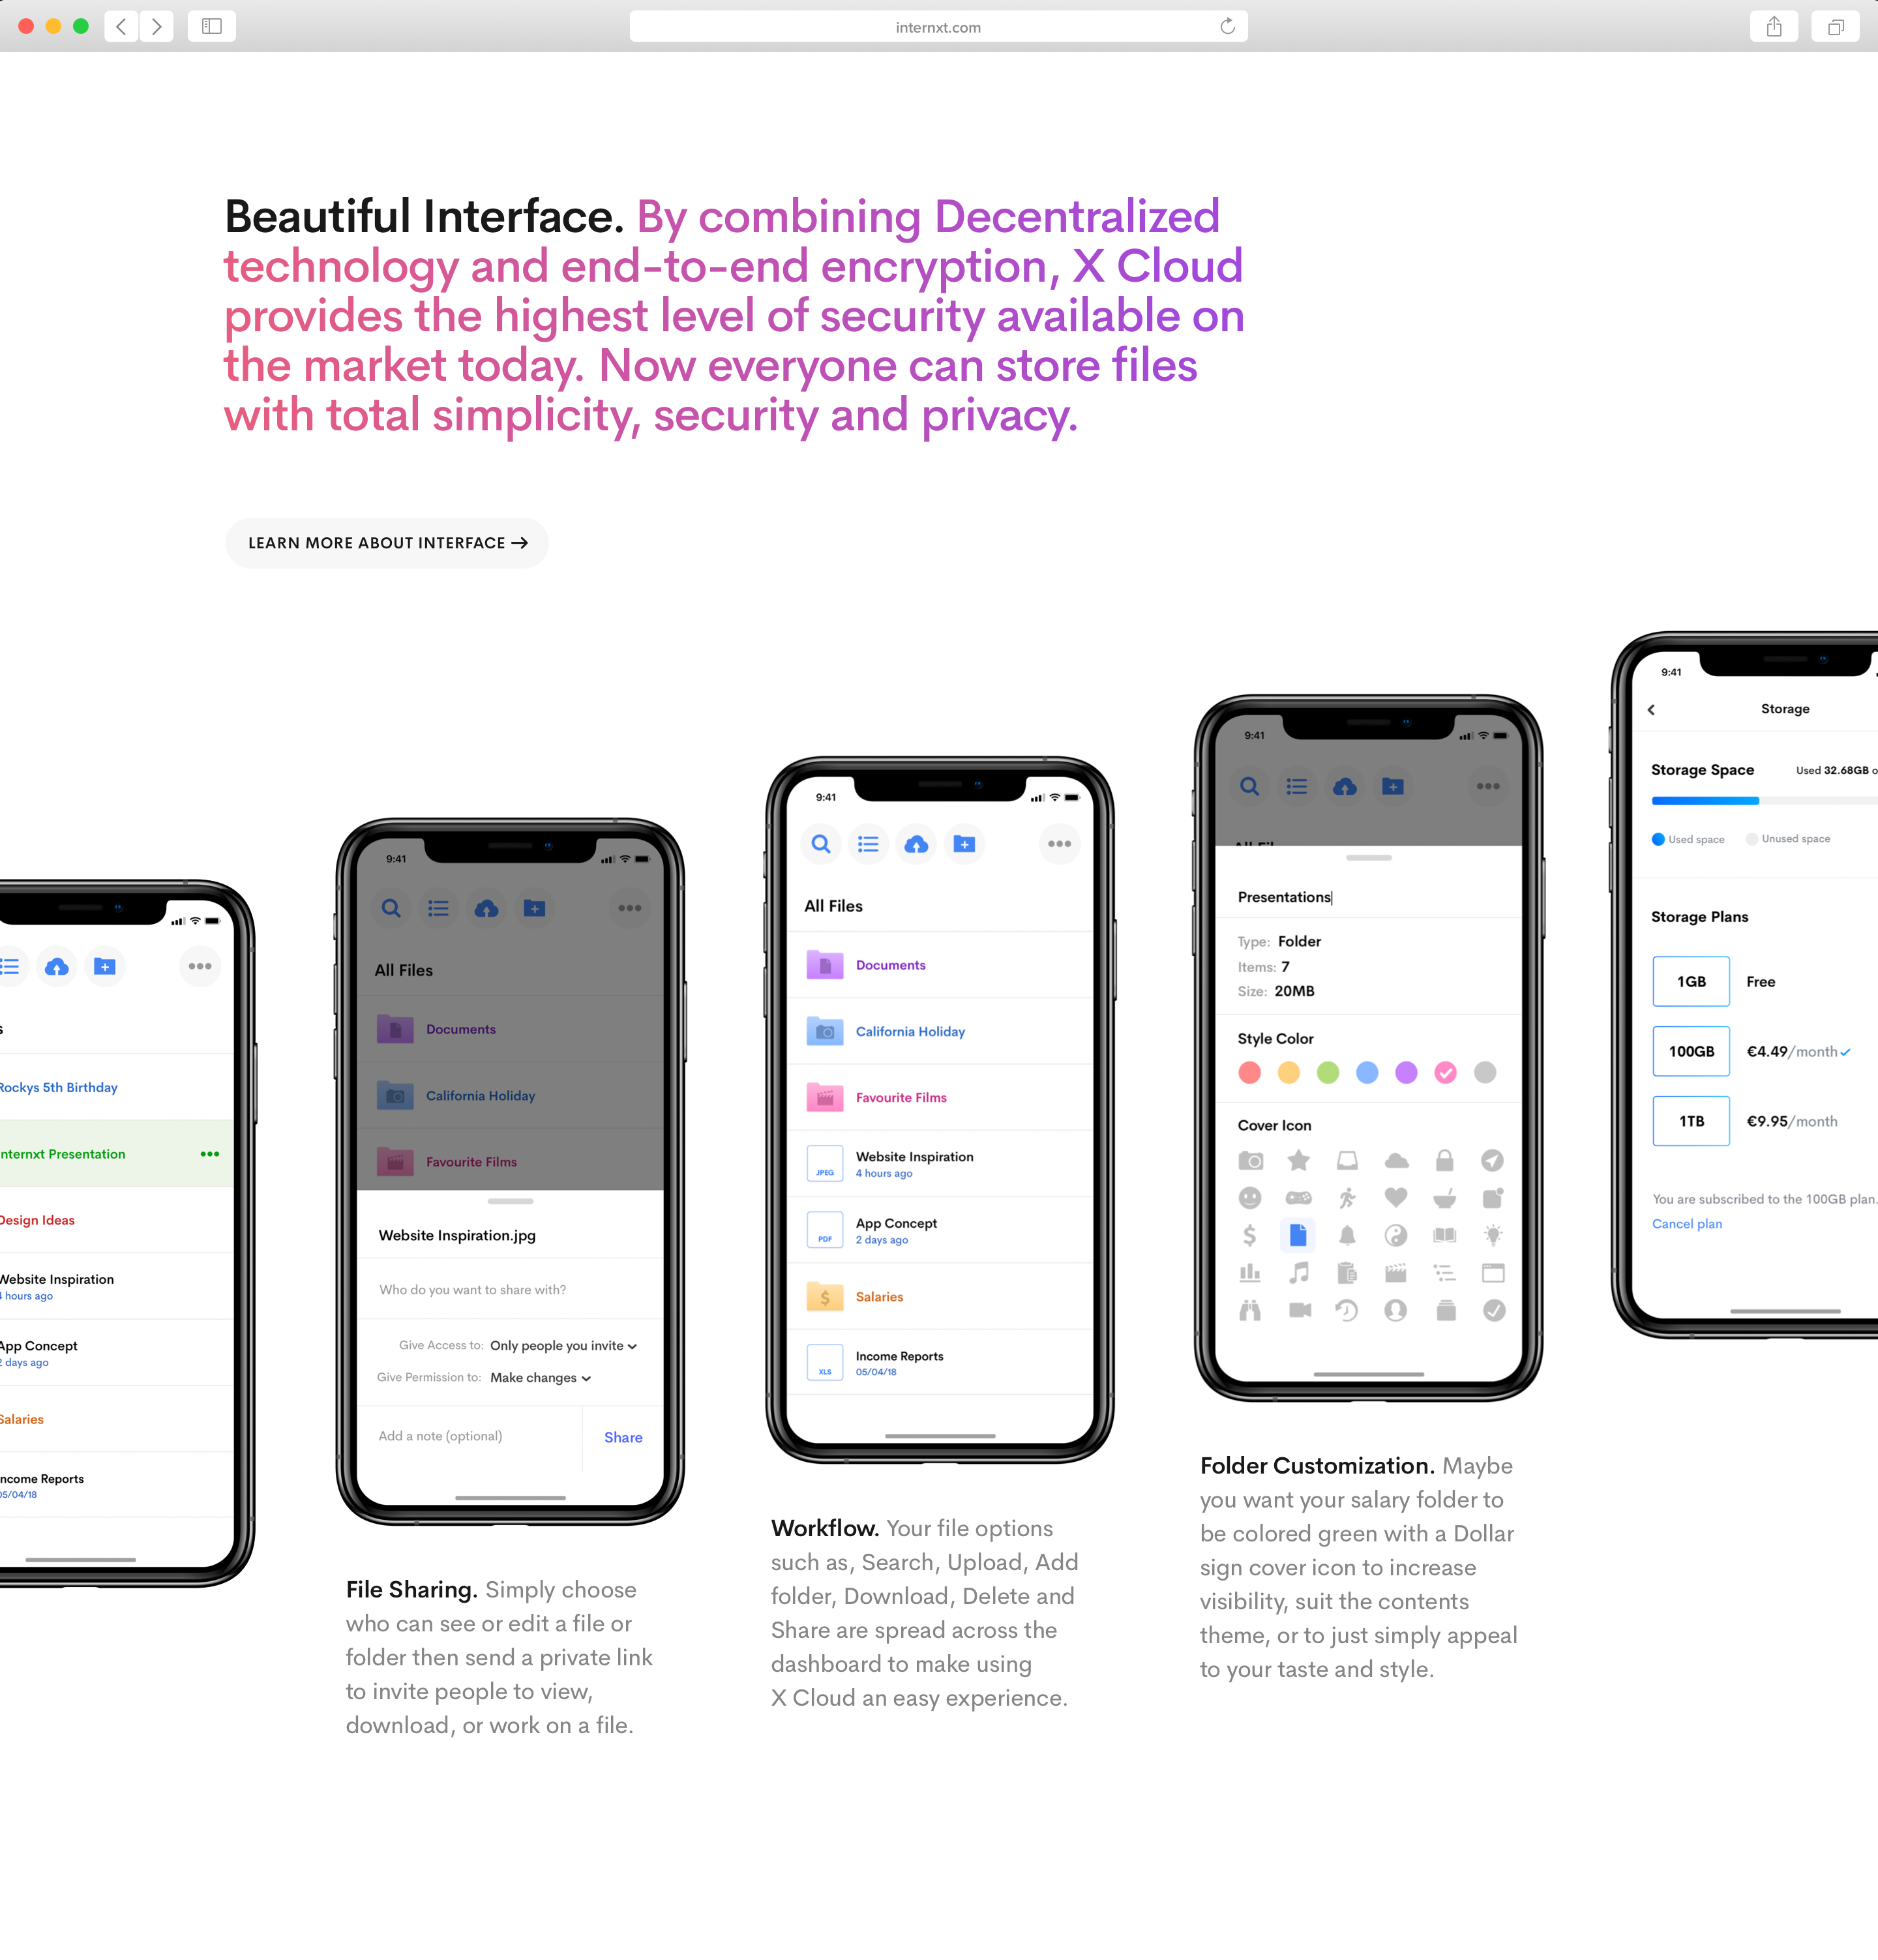 internxt.com
Beautiful Interface. By combining Decentralized
technology and end-to-end encryption, X Cloud
provides the highest level of security available on
the market today. Now everyone can store files
with total simplicity, security and privacy.
LEARN MORE ABOUT INTERFACE →
s
Rockys 5th Birthday
nternxt Presentation
Design Ideas
Website Inspiration
4 hours ago
App Concept
2 days ago
Salaries
ncome Reports
05/04/18
9:41
All Files
Documents
California Holiday
Favourite Films
Website Inspiration.jpg
Who do you want to share with?
Give Access to: Only people you invite
Give Permission to: Make changes
Add a note (optional)
Share
File Sharing. Simply choose
who can see or edit a file or
folder then send a private link
to invite people to view,
download, or work on a file.
9:41
All Files
Documents
California Holiday
Favourite Films
JPEG
Website Inspiration
4 hours ago
PDF
App Concept
2 days ago
$
Salaries
XLS
Income Reports
05/04/18
Workflow. Your file options
such as, Search, Upload, Add
folder, Download, Delete and
Share are spread across the
dashboard to make using
X Cloud an easy experience.
9:41
Presentations
Type: Folder
Items: 7
Size: 20MB
Style Color
Cover Icon
$
Folder Customization. Maybe
you want your salary folder to
be colored green with a Dollar
sign cover icon to increase
visibility, suit the contents
theme, or to just simply appeal
to your taste and style.
9:41
Storage
Storage Space
Used 32.68GB o
Used space
Unused space
Storage Plans
1GB Free
100GB €4.49/month
1TB €9.95/month
You are subscribed to the 100GB plan.
Cancel plan